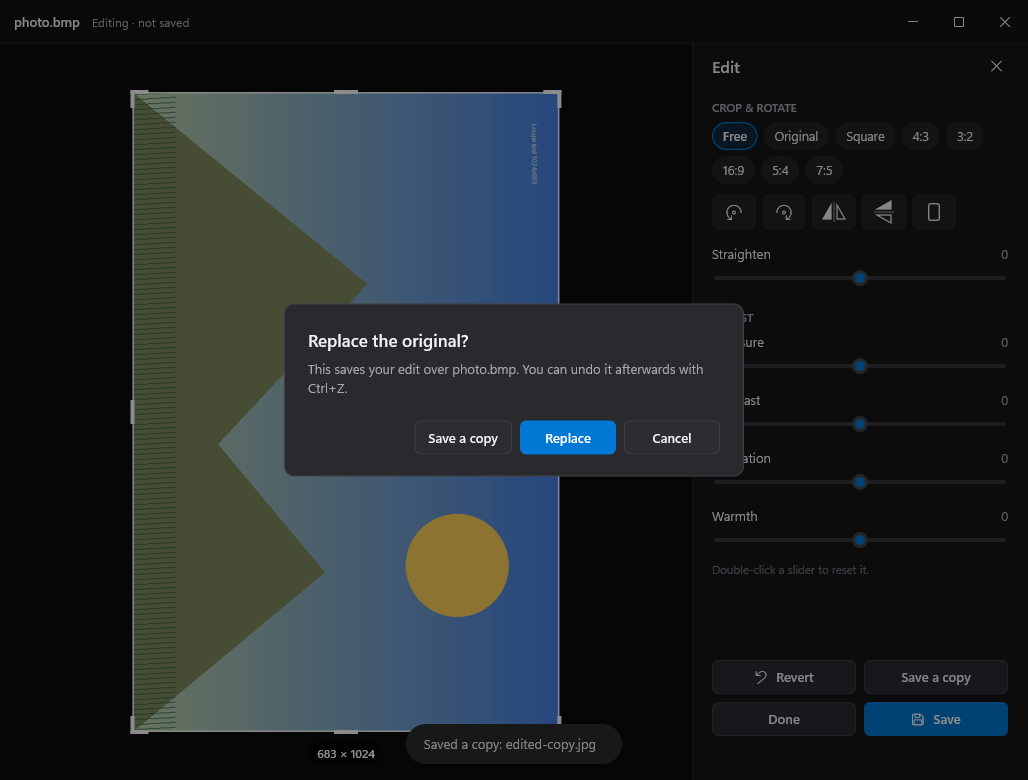 photo.bmp Editing · not saved
Edit
CROP & ROTATE
Free Original Square 4:3 3:2
16:9 5:4 7:5
Straighten 0
Replace the original?
This saves your edit over photo.bmp. You can undo it afterwards with
Ctrl+Z.
Save a copy Replace Cancel
0
0
0
Warmth 0
Double-click a slider to reset it.
Revert Save a copy
Done Save
Saved a copy: edited-copy.jpg
683 × 1024